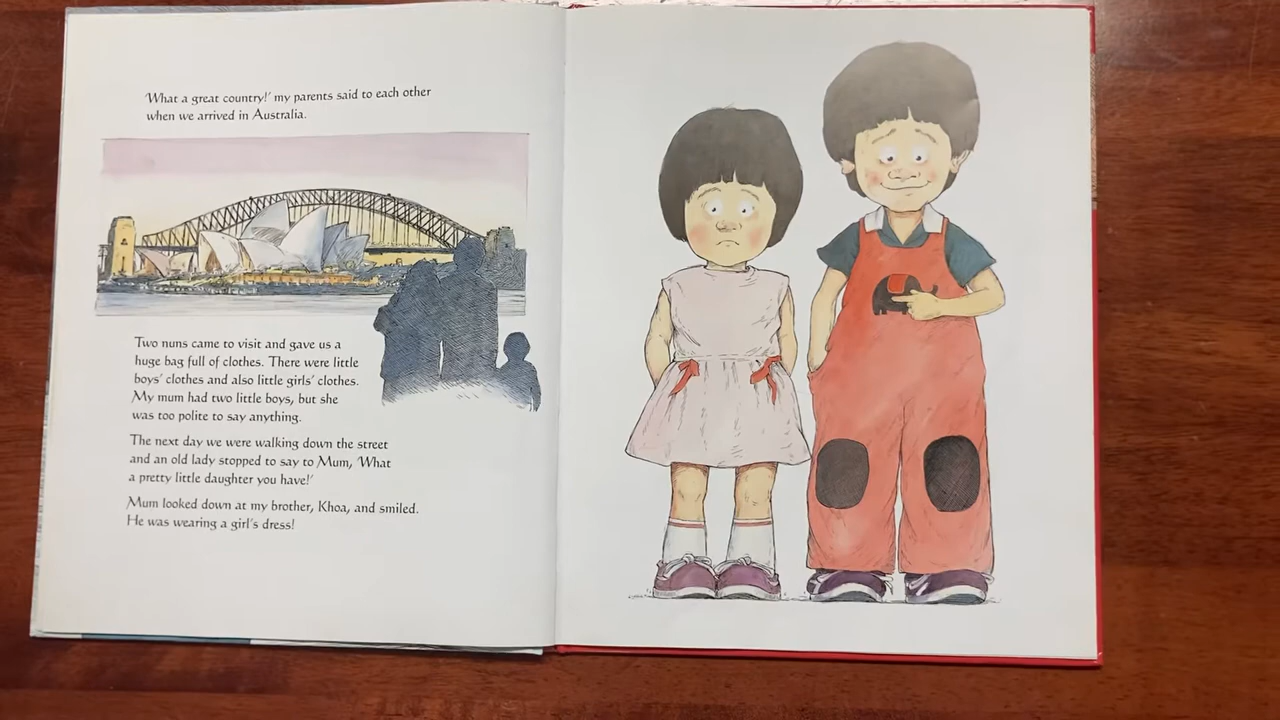 'What a great country!' my parents said to each other
when we arrived in Australia.
Two nuns came to visit and gave us a
huge bag full of clothes. There were little
boys' clothes and also little girls' clothes.
My mum had two little boys, but she
was too polite to say anything.
The next day we were walking down the street
and an old lady stopped to say to Mum, 'What
a pretty little daughter you have!'
Mum looked down at my brother, Khoa, and smiled.
He was wearing a girl's dress!